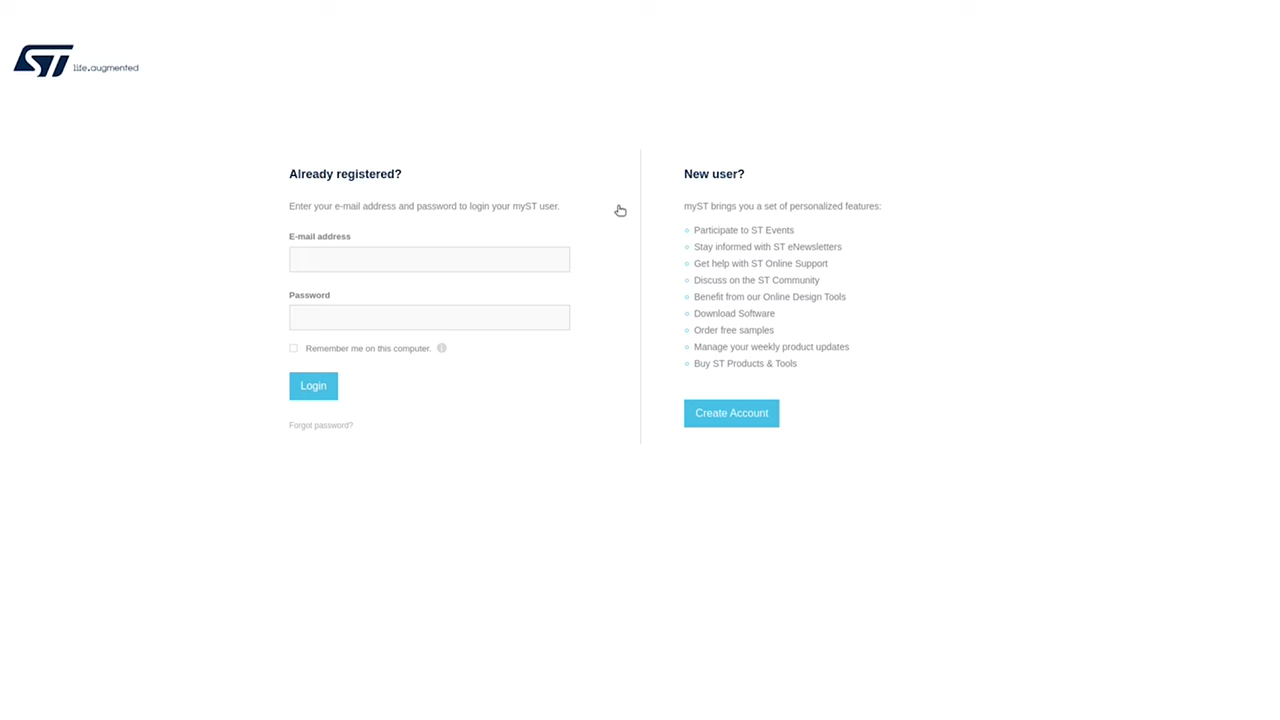 ST life.augmented
Already registered?
Enter your e-mail address and password to login your myST user.
E-mail address
Password
Remember me on this computer.
Login
Forgot password?
New user?
myST brings you a set of personalized features:
Participate to ST Events
Stay informed with ST eNewsletters
Get help with ST Online Support
Discuss on the ST Community
Benefit from our Online Design Tools
Download Software
Order free samples
Manage your weekly product updates
Buy ST Products & Tools
Create Account